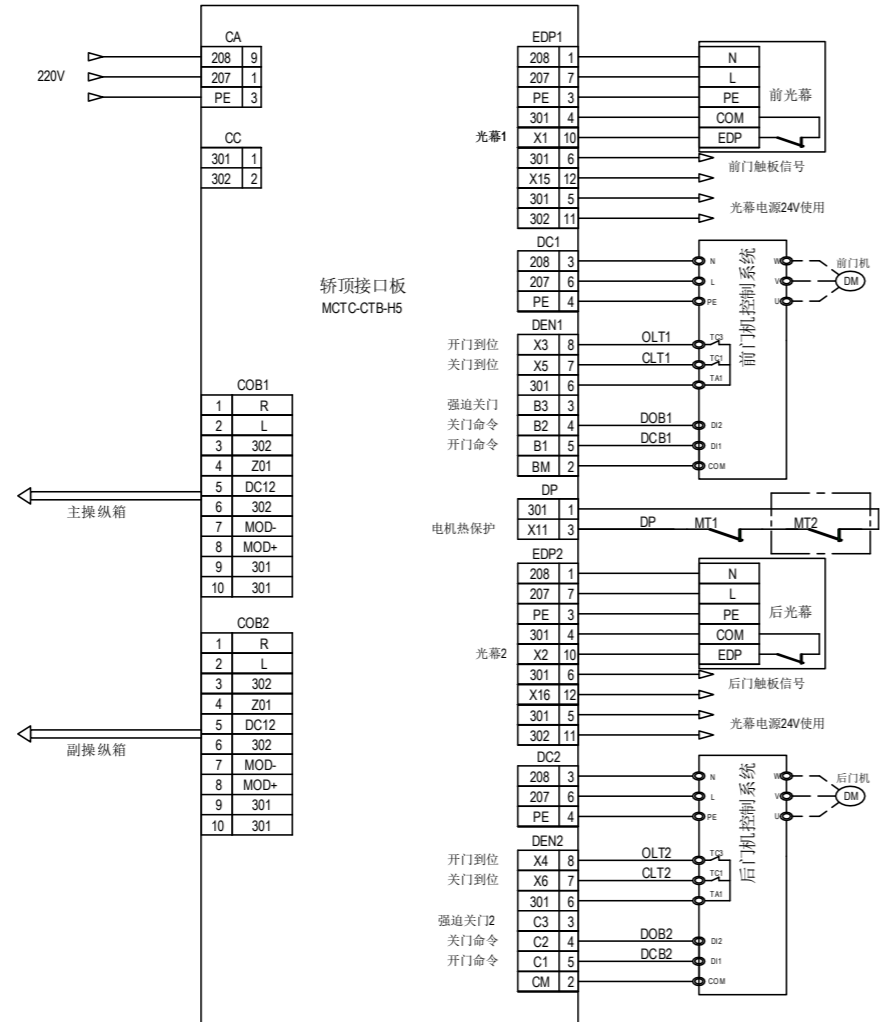 CA
208 9
207 1
PE 3
220V
CC
301 1
302 2
轿顶接口板
MCTC-CTB-H5
COB1
1 R
2 L
3 302
4 Z01
5 DC12
6 302
7 MOD-
8 MOD+
9 301
10 301
主操纵箱
COB2
1 R
2 L
3 302
4 Z01
5 DC12
6 302
7 MOD-
8 MOD+
9 301
10 301
副操纵箱
EDP1
208 1 N
207 7 L
PE 3 PE
301 4 COM
光幕1 X1 10 EDP
前光幕
301 6
X15 12
前门触板信号
301 5
302 11
光幕电源24V使用
DC1
208 3 N W
207 6 L V
PE 4 PE U
前门机
DM
前门机控制系统
DEN1
开门到位 X3 8 OLT1 TC3
关门到位 X5 7 CLT1 TC1
301 6 TA1
强迫关门 B3 3
关门命令 B2 4 DOB1 DI2
开门命令 B1 5 DCB1 DI1
BM 2 COM
DP
301 1
电机热保护 X11 3 DP MT1 MT2
EDP2
208 1 N
207 7 L
PE 3 PE
301 4 COM
光幕2 X2 10 EDP
后光幕
301 6
X16 12
后门触板信号
301 5
302 11
光幕电源24V使用
DC2
208 3 N W
207 6 L V
PE 4 PE U
后门机
DM
后门机控制系统
DEN2
开门到位 X4 8 OLT2 TC3
关门到位 X6 7 CLT2 TC1
301 6 TA1
强迫关门2 C3 3
关门命令 C2 4 DOB2 DI2
开门命令 C1 5 DCB2 DI1
CM 2 COM